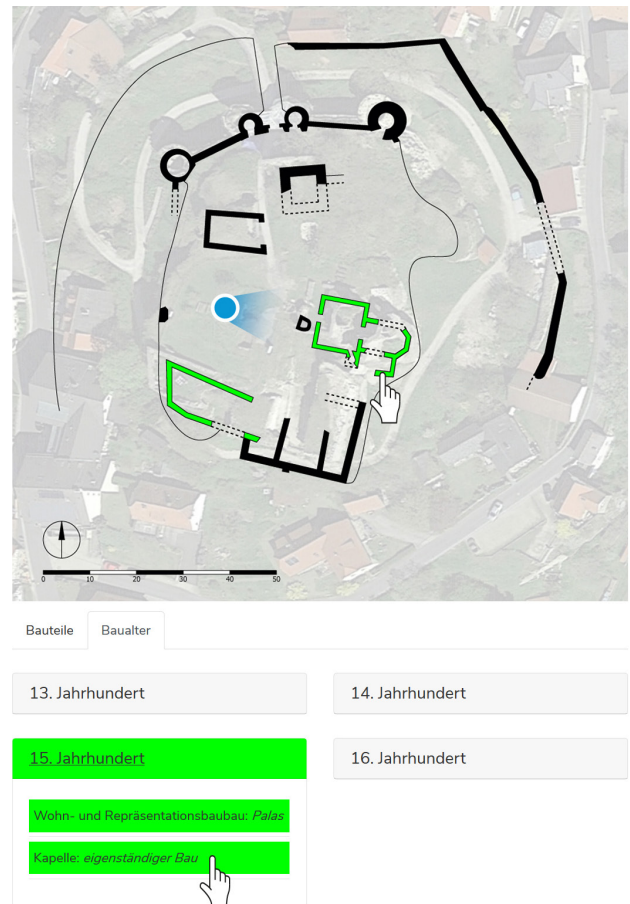 0 10 20 30 40 50
Bauteile Baualter
13. Jahrhundert 14. Jahrhundert
15. Jahrhundert 16. Jahrhundert
Wohn- und Repräsentationsbaubau: Palas
Kapelle: eigenständiger Bau